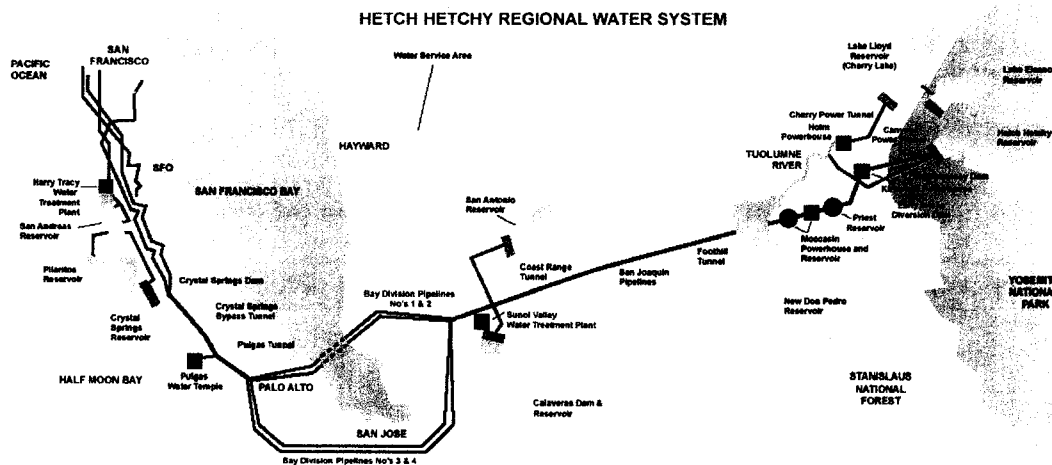 HETCH HETCHY REGIONAL WATER SYSTEM
PACIFIC
OCEAN
SAN
FRANCISCO
Water Service Area
Lake Lloyd
Reservoir
(Cherry Lake)
Lake Eleanor
Reservoir
Cherry Power Tunnel
Holm
Powerhouse
Hetch Hetchy
Reservoir
HAYWARD
TUOLUMNE
RIVER
SFO
Harry Tracy
Water
Treatment
Plant
SAN FRANCISCO BAY
San Antonio
Reservoir
Diversion
Priest
Reservoir
San Andreas
Reservoir
Moccasin
Powerhouse and
Reservoir
Foothill
Tunnel
Pilarcitos
Reservoir
Crystal Springs Dam
Coast Range
Tunnel
San Joaquin
Pipelines
Bay Division Pipelines
No's 1 & 2
YOSEMITE
NATIONAL
PARK
Crystal Springs
Bypass Tunnel
New Don Pedro
Reservoir
Crystal
Springs
Reservoir
Sunol Valley
Water Treatment Plant
Pulgas Tunnel
HALF MOON BAY
Pulgas
Water Temple
PALO ALTO
STANISLAUS
NATIONAL
FOREST
Calaveras Dam &
Reservoir
SAN JOSE
Bay Division Pipelines No's 3 & 4